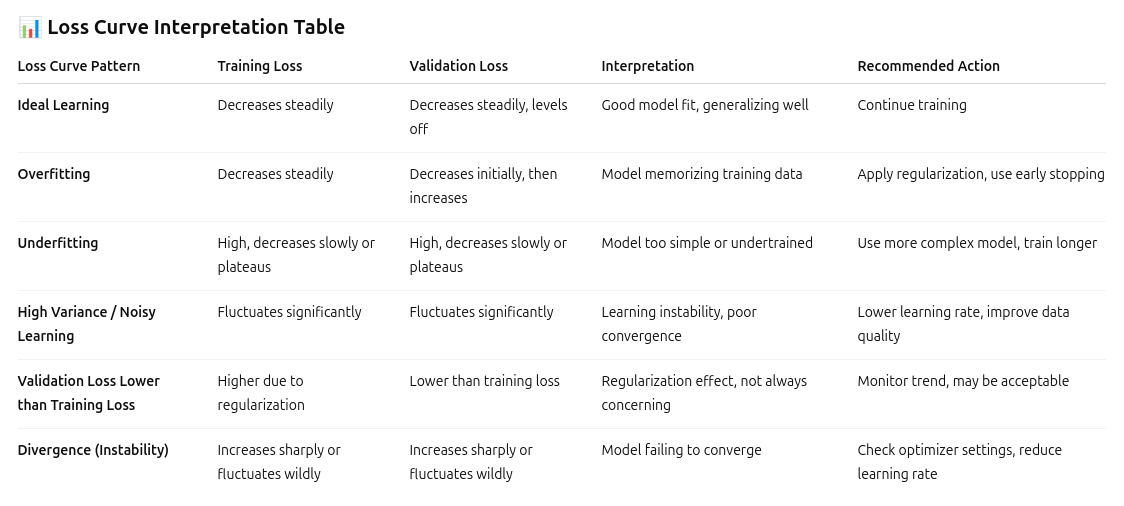 📊 Loss Curve Interpretation Table
Loss Curve Pattern Training Loss Validation Loss Interpretation Recommended Action
Ideal Learning Decreases steadily Decreases steadily, levels Good model fit, generalizing well Continue training
off
Overfitting Decreases steadily Decreases initially, then Model memorizing training data Apply regularization, use early stopping
increases
Underfitting High, decreases slowly or High, decreases slowly or Model too simple or undertrained Use more complex model, train longer
plateaus plateaus
High Variance / Noisy Fluctuates significantly Fluctuates significantly Learning instability, poor Lower learning rate, improve data
Learning convergence quality
Validation Loss Lower Higher due to Lower than training loss Regularization effect, not always Monitor trend, may be acceptable
than Training Loss regularization concerning
Divergence (Instability) Increases sharply or Increases sharply or Model failing to converge Check optimizer settings, reduce
fluctuates wildly fluctuates wildly learning rate